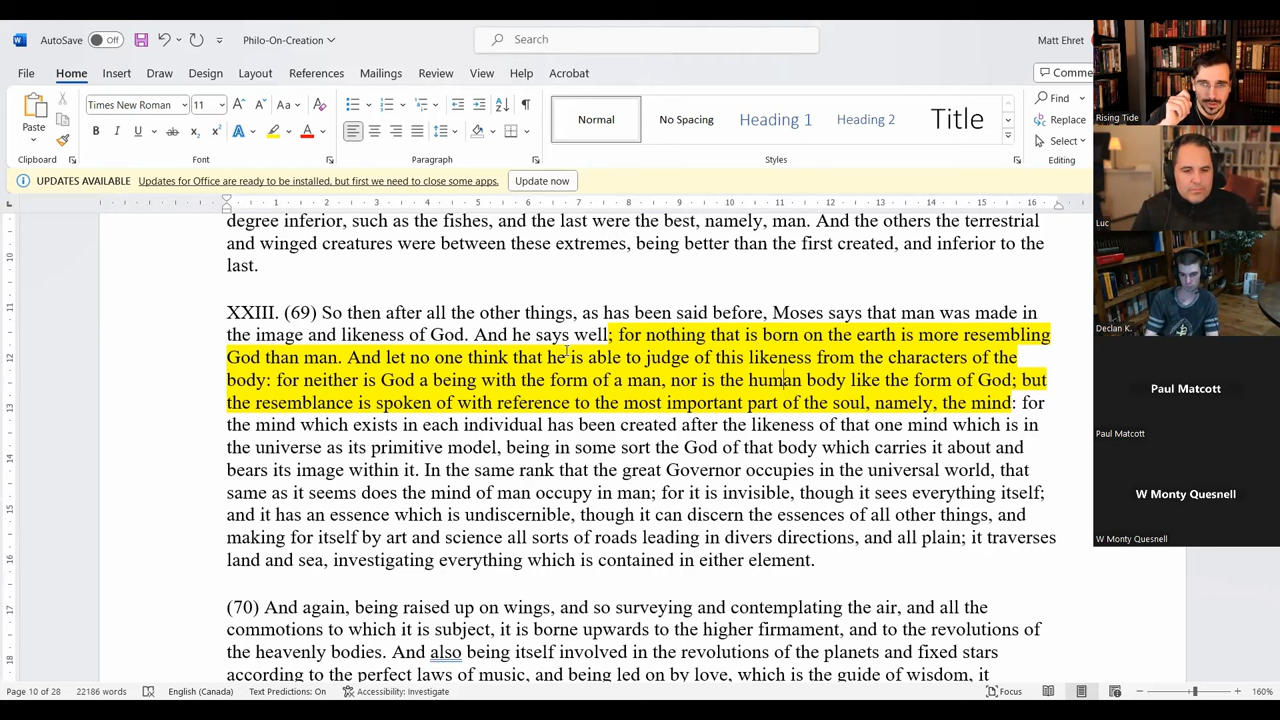 AutoSave Off Philo-On-Creation Search Matt Ehret
File Home Insert Draw Design Layout References Mailings Review View Help Acrobat Comme
Paste
Clipboard
Times New Roman 11
Font
Paragraph
Normal No Spacing Heading 1 Heading 2 Title
Styles
Find
Replace
Select
Editing
UPDATES AVAILABLE Updates for Office are ready to be installed, but first we need to close some apps. Update now
1 1 2 3 4 5 6 7 8 9 10 11 12 13 14 15 16
degree inferior, such as the fishes, and the last were the best, namely, man. And the others the terrestrial
and winged creatures were between these extremes, being better than the first created, and inferior to the
last.
XXIII. (69) So then after all the other things, as has been said before, Moses says that man was made in
the image and likeness of God. And he says well; for nothing that is born on the earth is more resembling
God than man. And let no one think that he is able to judge of this likeness from the characters of the
body: for neither is God a being with the form of a man, nor is the human body like the form of God; but
the resemblance is spoken of with reference to the most important part of the soul, namely, the mind: for
the mind which exists in each individual has been created after the likeness of that one mind which is in
the universe as its primitive model, being in some sort the God of that body which carries it about and
bears its image within it. In the same rank that the great Governor occupies in the universal world, that
same as it seems does the mind of man occupy in man; for it is invisible, though it sees everything itself;
and it has an essence which is undiscernible, though it can discern the essences of all other things, and
making for itself by art and science all sorts of roads leading in divers directions, and all plain; it traverses
land and sea, investigating everything which is contained in either element.
(70) And again, being raised up on wings, and so surveying and contemplating the air, and all the
commotions to which it is subject, it is borne upwards to the higher firmament, and to the revolutions of
the heavenly bodies. And also being itself involved in the revolutions of the planets and fixed stars
according to the perfect laws of music, and being led on by love, which is the guide of wisdom, it
Page 10 of 28 22186 words Text Predictions: On English (Canada) Accessibility: Investigate Focus 160%
Rising Tide
Luc
Declan K.
Paul Matcott
Paul Matcott
W Monty Quesnell
W Monty Quesnell